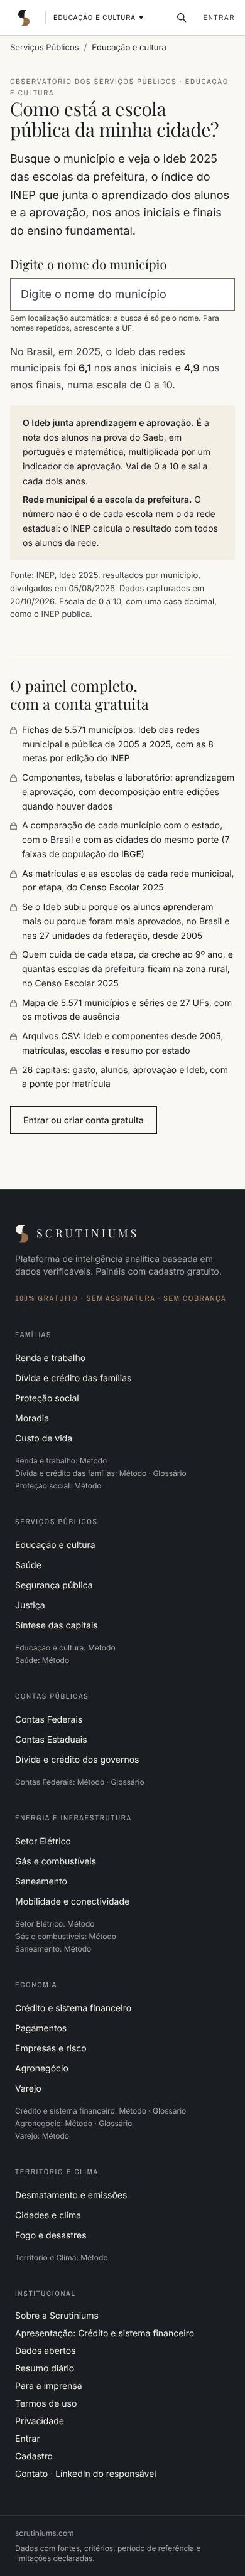 EDUCAÇÃO E CULTURA ▾
ENTRAR
Serviços Públicos / Educação e cultura
OBSERVATÓRIO DOS SERVIÇOS PÚBLICOS · EDUCAÇÃO
E CULTURA
Como está a escola
pública da minha cidade?
Busque o município e veja o Ideb 2025
das escolas da prefeitura, o índice do
INEP que junta o aprendizado dos alunos
e a aprovação, nos anos iniciais e finais
do ensino fundamental.
Digite o nome do município
Digite o nome do município
Sem localização automática: a busca é só pelo nome. Para
nomes repetidos, acrescente a UF.
No Brasil, em 2025, o Ideb das redes
municipais foi 6,1 nos anos iniciais e 4,9 nos
anos finais, numa escala de 0 a 10.
O Ideb junta aprendizagem e aprovação. É a
nota dos alunos na prova do Saeb, em
português e matemática, multiplicada por um
indicador de aprovação. Vai de 0 a 10 e sai a
cada dois anos.
Rede municipal é a escola da prefeitura. O
número não é o de cada escola nem o da rede
estadual: o INEP calcula o resultado com todos
os alunos da rede.
Fonte: INEP, Ideb 2025, resultados por município,
divulgados em 05/08/2026. Dados capturados em
20/10/2026. Escala de 0 a 10, com uma casa decimal,
como o INEP publica.
O painel completo,
com a conta gratuita
Fichas de 5.571 municípios: Ideb das redes
municipal e pública de 2005 a 2025, com as 8
metas por edição do INEP
Componentes, tabelas e laboratório: aprendizagem
e aprovação, com decomposição entre edições
quando houver dados
A comparação de cada município com o estado,
com o Brasil e com as cidades do mesmo porte (7
faixas de população do IBGE)
As matrículas e as escolas de cada rede municipal,
por etapa, do Censo Escolar 2025
Se o Ideb subiu porque os alunos aprenderam
mais ou porque foram mais aprovados, no Brasil e
nas 27 unidades da federação, desde 2005
Quem cuida de cada etapa, da creche ao 9º ano, e
quantas escolas da prefeitura ficam na zona rural,
no Censo Escolar 2025
Mapa de 5.571 municípios e séries de 27 UFs, com
os motivos de ausência
Arquivos CSV: Ideb e componentes desde 2005,
matrículas, escolas e resumo por estado
26 capitais: gasto, alunos, aprovação e Ideb, com
a ponte por matrícula
Entrar ou criar conta gratuita
SCRUTINIUMS
Plataforma de inteligência analítica baseada em
dados verificáveis. Painéis com cadastro gratuito.
100% GRATUITO · SEM ASSINATURA · SEM COBRANÇA
FAMÍLIAS
Renda e trabalho
Dívida e crédito das famílias
Proteção social
Moradia
Custo de vida
Renda e trabalho: Método
Dívida e crédito das famílias: Método · Glossário
Proteção social: Método
SERVIÇOS PÚBLICOS
Educação e cultura
Saúde
Segurança pública
Justiça
Síntese das capitais
Educação e cultura: Método
Saúde: Método
CONTAS PÚBLICAS
Contas Federais
Contas Estaduais
Dívida e crédito dos governos
Contas Federais: Método · Glossário
ENERGIA E INFRAESTRUTURA
Setor Elétrico
Gás e combustíveis
Saneamento
Mobilidade e conectividade
Setor Elétrico: Método
Gás e combustíveis: Método
Saneamento: Método
ECONOMIA
Crédito e sistema financeiro
Pagamentos
Empresas e risco
Agronegócio
Varejo
Crédito e sistema financeiro: Método · Glossário
Agronegócio: Método · Glossário
Varejo: Método
TERRITÓRIO E CLIMA
Desmatamento e emissões
Cidades e clima
Fogo e desastres
Território e Clima: Método
INSTITUCIONAL
Sobre a Scrutiniums
Apresentação: Crédito e sistema financeiro
Dados abertos
Resumo diário
Para a imprensa
Termos de uso
Privacidade
Entrar
Cadastro
Contato · LinkedIn do responsável
scrutiniums.com
Dados com fontes, critérios, período de referência e
limitações declaradas.